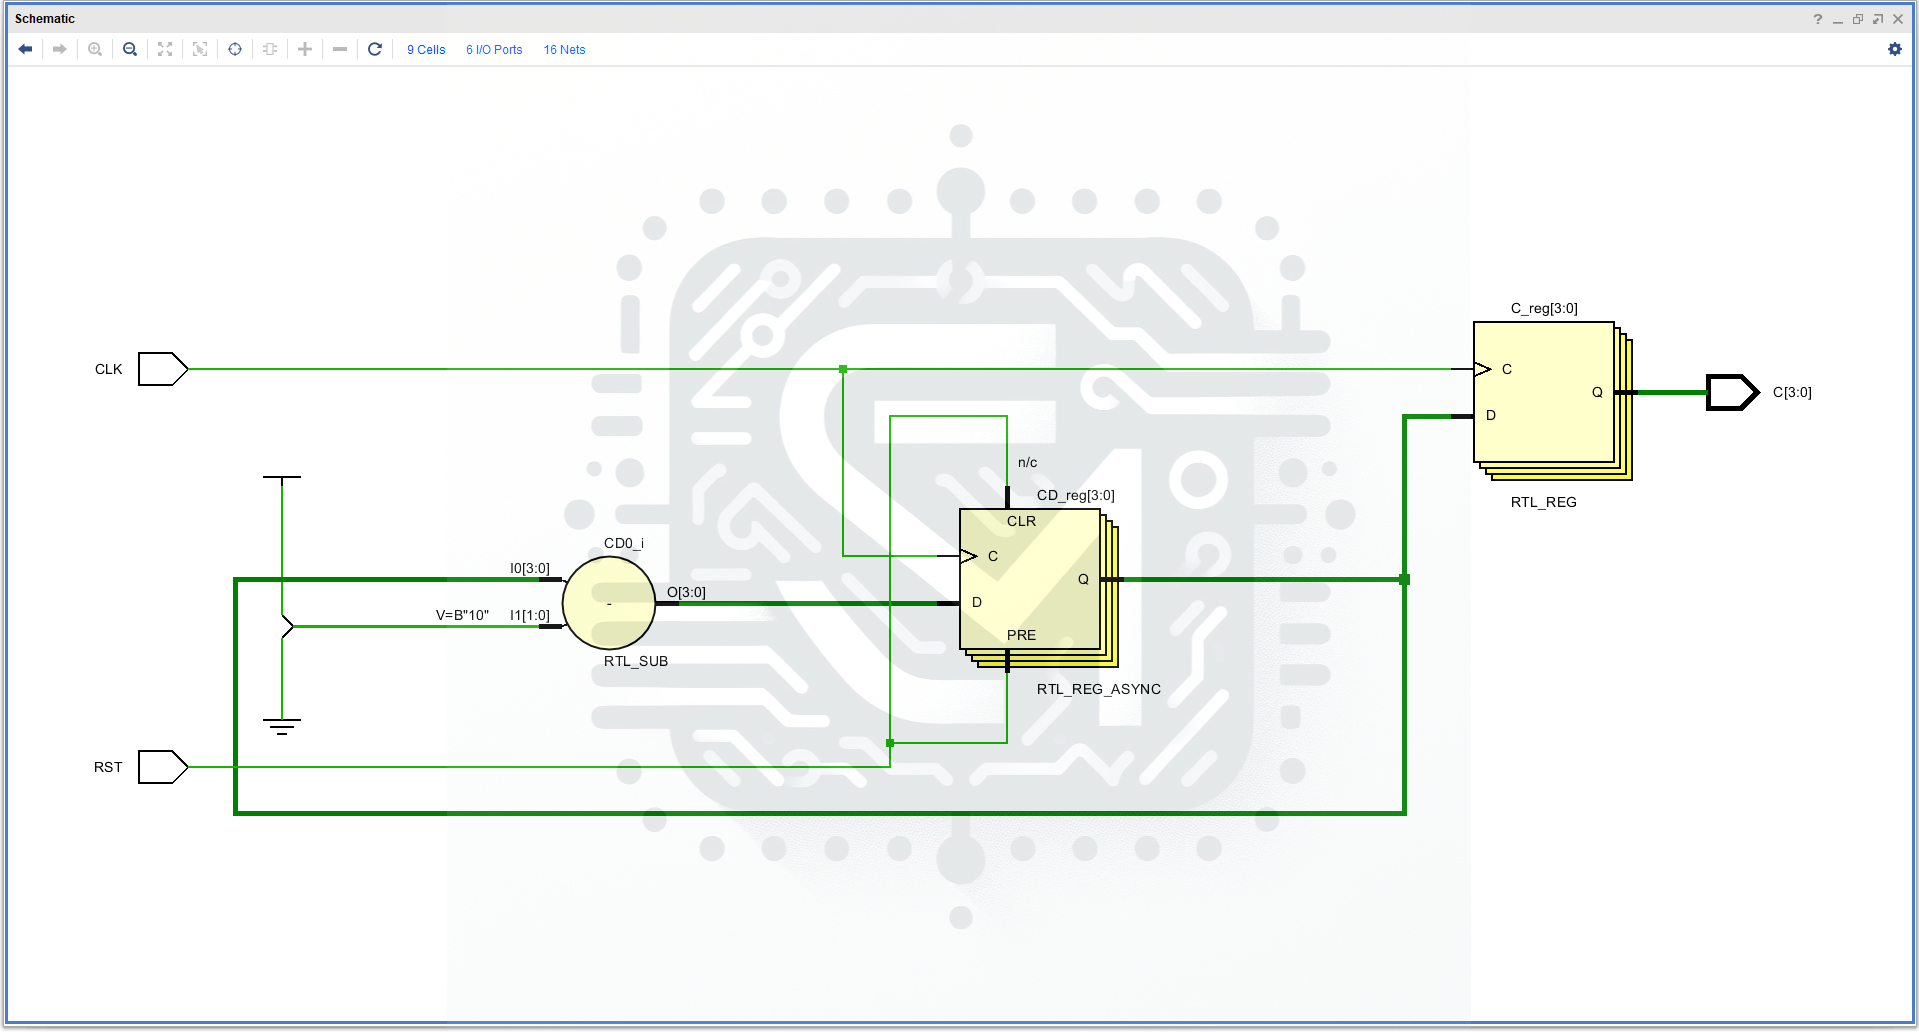 Schematic
9 Cells 6 I/O Ports 16 Nets
C_reg[3:0]
CLK
C
Q
C[3:0]
D
RTL_REG
n/c
CD_reg[3:0]
CLR
C
CD0_i
I0[3:0]
Q
O[3:0]
D
V=B"10" I1[1:0]
-
PRE
RTL_SUB
RTL_REG_ASYNC
RST